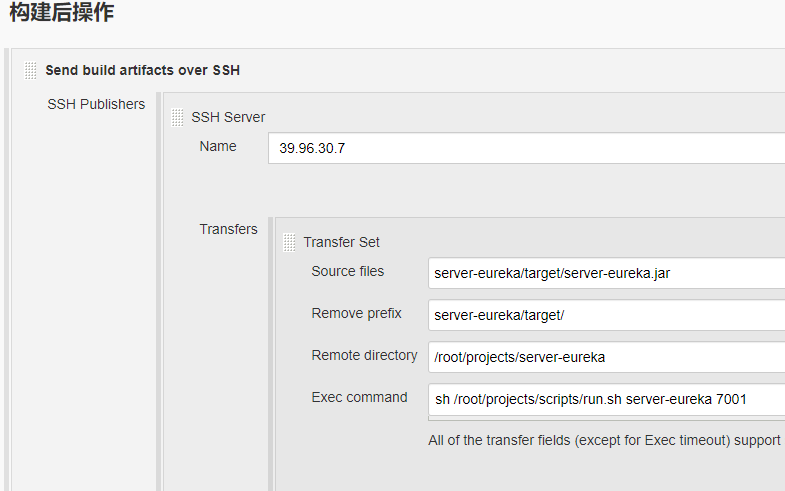 构建后操作
Send build artifacts over SSH
SSH Publishers
SSH Server
Name
39.96.30.7
Transfers
Transfer Set
Source files
server-eureka/target/server-eureka.jar
Remove prefix
server-eureka/target/
Remote directory
/root/projects/server-eureka
Exec command
sh /root/projects/scripts/run.sh server-eureka 7001
All of the transfer fields (except for Exec timeout) support